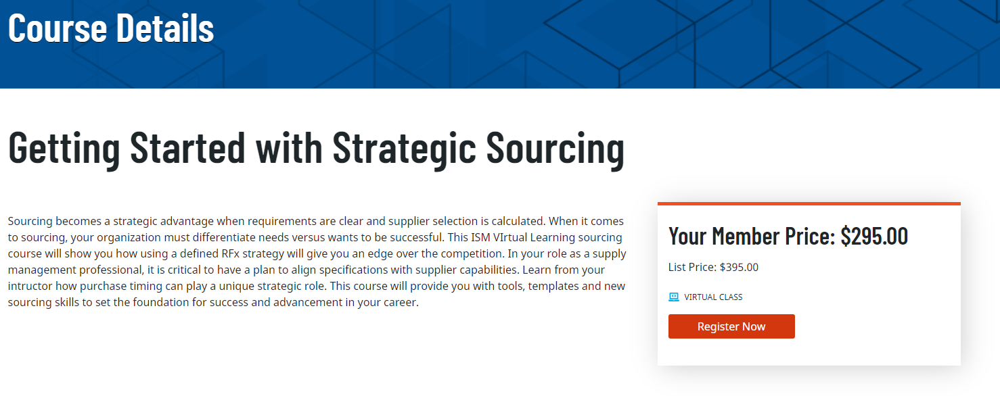 Course Details
Getting Started with Strategic Sourcing
Sourcing becomes a strategic advantage when requirements are clear and supplier selection is calculated. When it comes
to sourcing, your organization must differentiate needs versus wants to be successful. This ISM VIrtual Learning sourcing
course will show you how using a defined RFx strategy will give you an edge over the competition. In your role as a supply
management professional, it is critical to have a plan to align specifications with supplier capabilities. Learn from your
intructor how purchase timing can play a unique strategic role. This course will provide you with tools, templates and new
sourcing skills to set the foundation for success and advancement in your career.
Your Member Price: $295.00
List Price: $395.00
VIRTUAL CLASS
Register Now